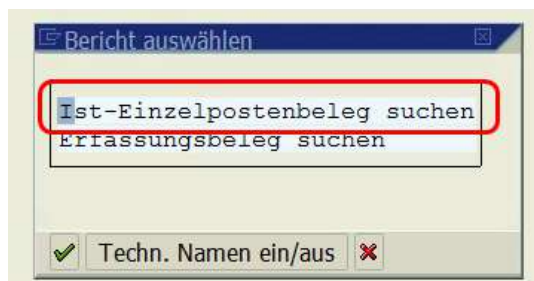 Bericht auswählen
Ist-Einzelpostenbeleg suchen
Erfassungsbeleg suchen
Techn. Namen ein/aus